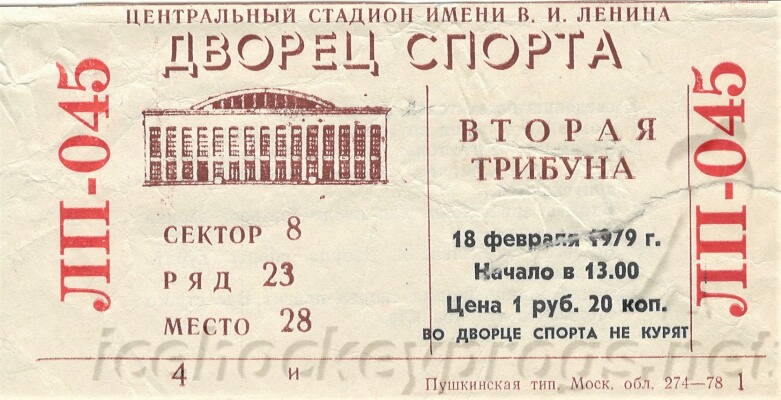 ЦЕНТРАЛЬНЫЙ СТАДИОН ИМЕНИ В. И. ЛЕНИНА
ДВОРЕЦ СПОРТА
ЛП-045
ВТОРАЯ
ТРИБУНА
СЕКТОР 8
РЯД 23
МЕСТО 28
18 февраля 1979 г.
Начало в 13.00
Цена 1 руб. 20 коп.
ВО ДВОРЦЕ СПОРТА НЕ КУРЯТ
ЛП-045
icehockeyprogs.net
4 и
Пушкинская тип, Моск. обл. 274—78 1